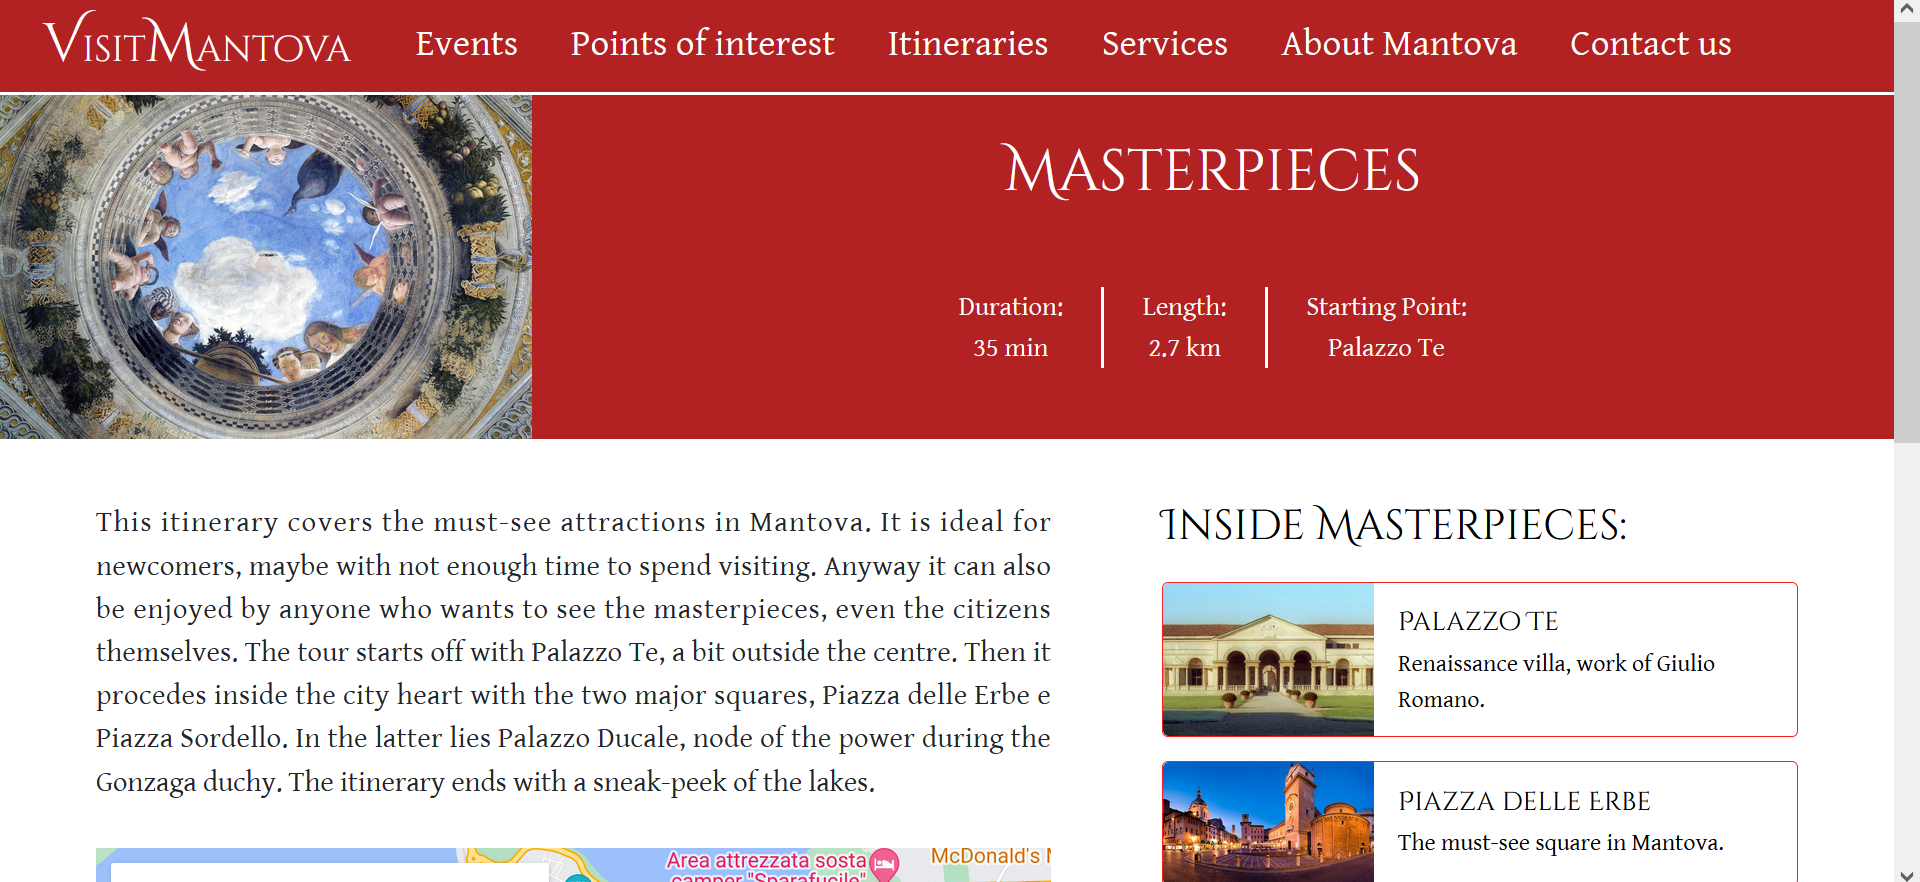 VisitMantova
Events
Points of interest
Itineraries
Services
About Mantova
Contact us
Masterpieces
Duration:
35 min
Length:
2.7 km
Starting Point:
Palazzo Te
This itinerary covers the must-see attractions in Mantova. It is ideal for
newcomers, maybe with not enough time to spend visiting. Anyway it can also
be enjoyed by anyone who wants to see the masterpieces, even the citizens
themselves. The tour starts off with Palazzo Te, a bit outside the centre. Then it
procedes inside the city heart with the two major squares, Piazza delle Erbe e
Piazza Sordello. In the latter lies Palazzo Ducale, node of the power during the
Gonzaga duchy. The itinerary ends with a sneak-peek of the lakes.
Area attrezzata sosta
camper "Sparafucile"
McDonald's
Inside Masterpieces:
Palazzo Te
Renaissance villa, work of Giulio
Romano.
Piazza delle Erbe
The must-see square in Mantova.